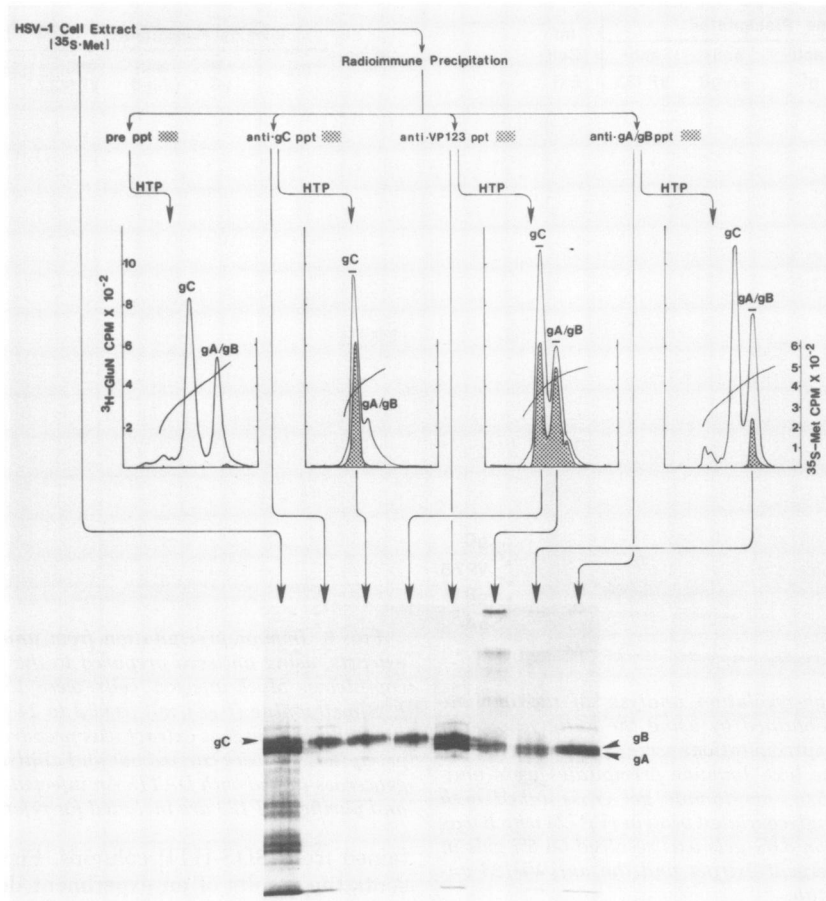 HSV-1 Cell Extract
[³⁵S·Met]
Radioimmune Precipitation
pre ppt
anti-gC ppt
anti-VP123 ppt
anti-gA/gB ppt
HTP
HTP
HTP
HTP
³H-GluN CPM X 10⁻²
10
8
6
4
2
gC
gA/gB
gC
gA/gB
gC
gA/gB
gC
gA/gB
6
5
4
3
2
1
³⁵S-Met CPM X 10⁻²
gC
gB
gA